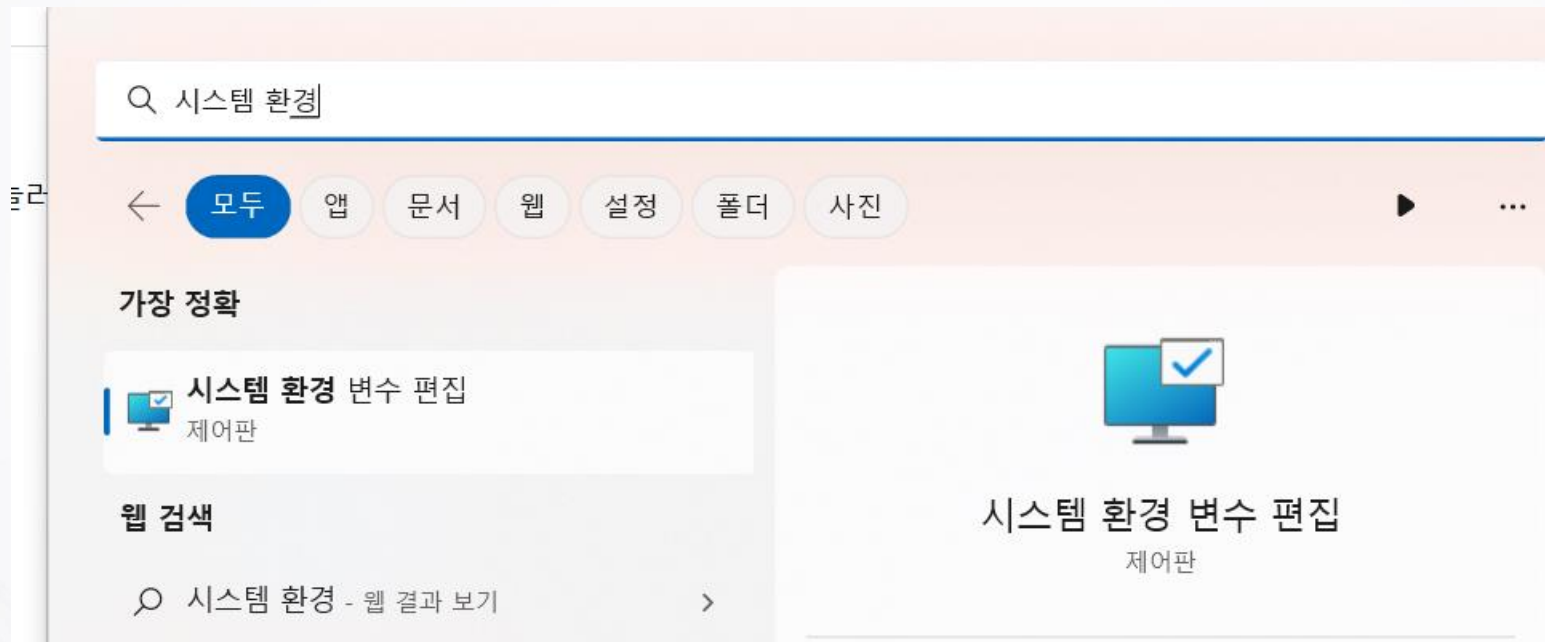 시스템 환경
모두 앱 문서 웹 설정 폴더 사진
가장 정확
시스템 환경 변수 편집
제어판
웹 검색
시스템 환경 - 웹 결과 보기
시스템 환경 변수 편집
제어판